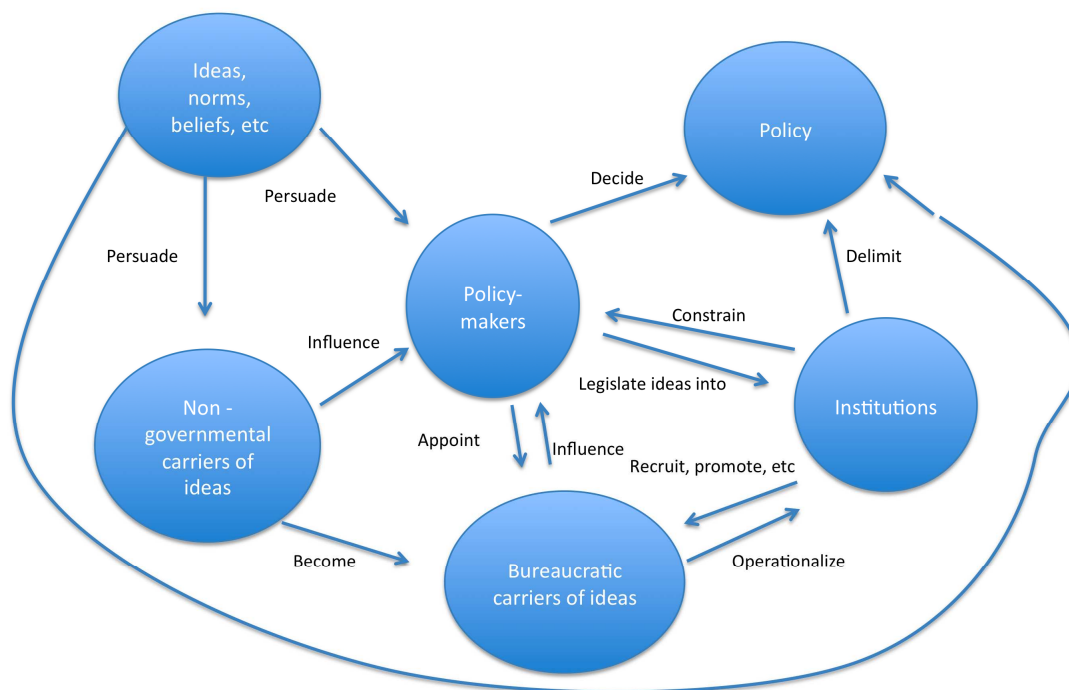 Ideas,
norms,
beliefs, etc
Policy
Decide
Persuade
Persuade
Delimit
Policy-
makers
Constrain
Influence
Legislate ideas into
Non -
governmental
carriers of
ideas
Institutions
Appoint
Influence
Recruit, promote, etc
Become
Operationalize
Bureaucratic
carriers of ideas